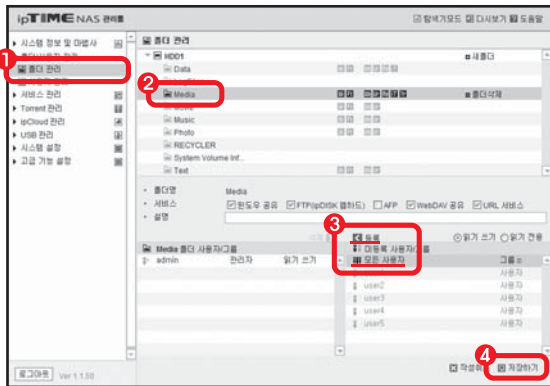 ipTIME NAS 관리툴
탐색기모드 다시보기 도움말
시스템 정보 및 마법사
폴더 관리
서비스 관리
Torrent 관리
ipCloud 관리
USB 관리
시스템 설정
고급 기능 설정
로그아웃 Ver 1.1.50
1
폴더 관리
HDD1 새폴더
Data
2
Media 폴더삭제
Music
Photo
RECYCLER
System Volume Inf..
Text
폴더명 Media
서비스 윈도우 공유 FTP(ipDISK 웹하드) AFP WebDAV 공유 URL 서비스
설명
3
등록 읽기 쓰기 읽기 전용
Media 폴더 사용자/그룹
미등록 사용자/그룹
admin 관리자 읽기 쓰기
모든 사용자 그룹
사용자
user2 사용자
user3 사용자
user4 사용자
user5 사용자
4
저장하기